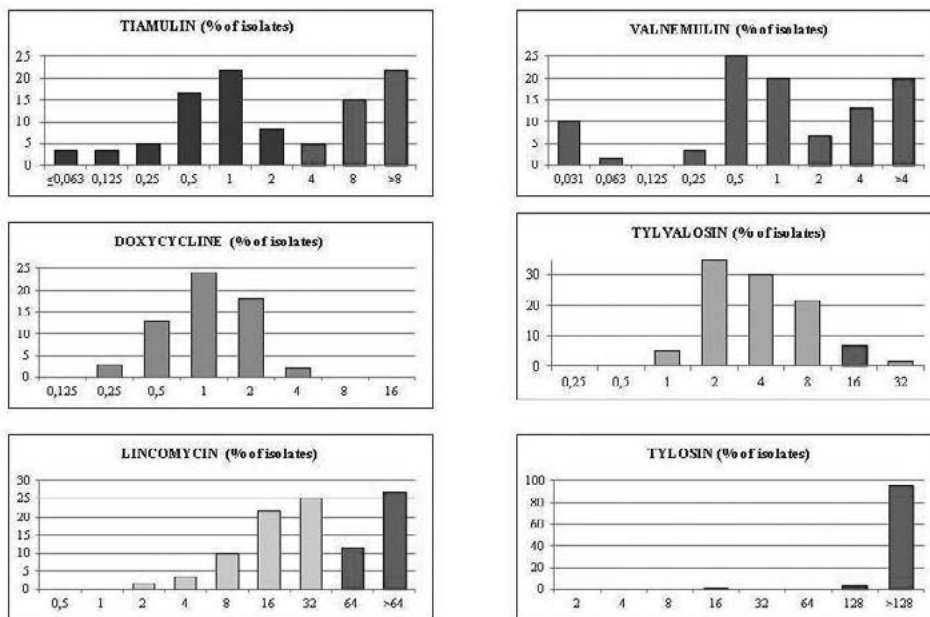 TIAMULIN (% of isolates)
25
20
15
10
5
0
≤0,063 0,125 0,25 0,5 1 2 4 8 >8
VALNEMULIN (% of isolates)
25
20
15
10
5
0
0,031 0,063 0,125 0,25 0,5 1 2 4 >4
DOXYCYCLINE (% of isolates)
25
20
15
10
5
0
0,125 0,25 0,5 1 2 4 8 16
TYLVALOSIN (% of isolates)
30
20
10
0
0,25 0,5 1 2 4 8 16 32
LINCOMYCIN (% of isolates)
30
25
20
15
10
5
0
0,5 1 2 4 8 16 32 64 >64
TYLOSIN (% of isolates)
100
80
60
40
20
0
2 4 8 16 32 64 128 >128